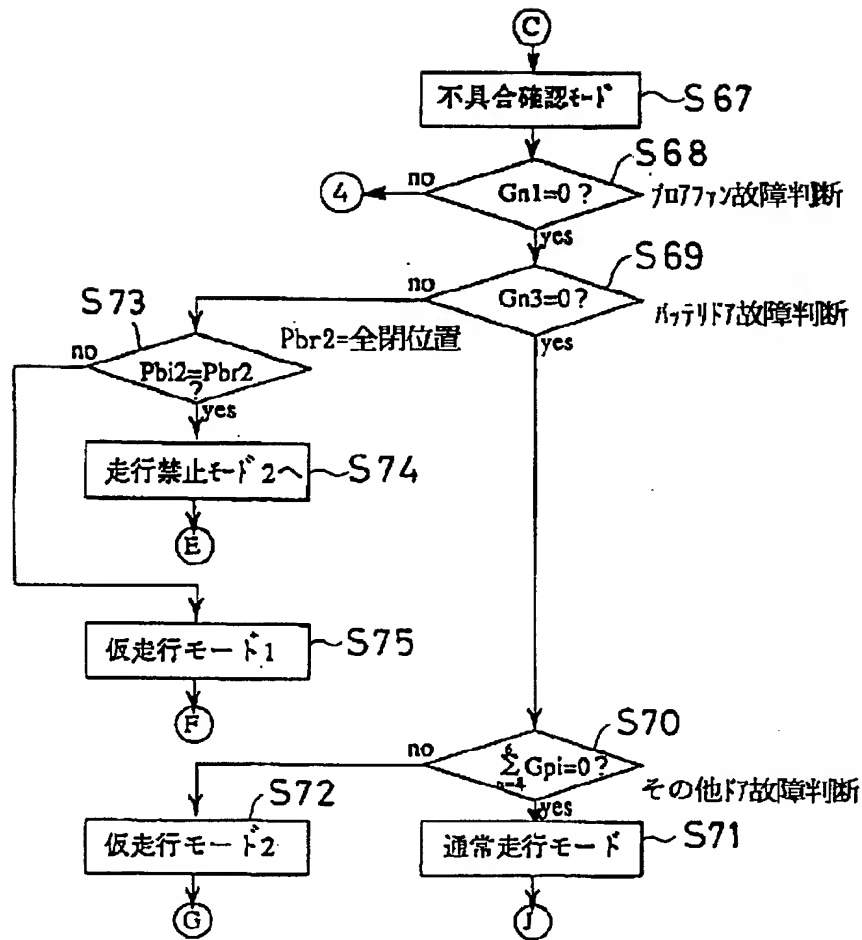 C
不具合確認モード
S67
S68
no
4
Gn1=0?
ブロアファン故障判断
yes
S69
no
Gn3=0?
バッテリドア故障判断
yes
S73
Pbr2=全閉位置
no
Pbi2=Pbr2
?
yes
走行禁止モード2へ
S74
E
仮走行モード1
S75
F
S70
no
6
ΣGpi=0?
n=4
その他ドア故障判断
yes
S72
仮走行モード2
通常走行モード
S71
G
J